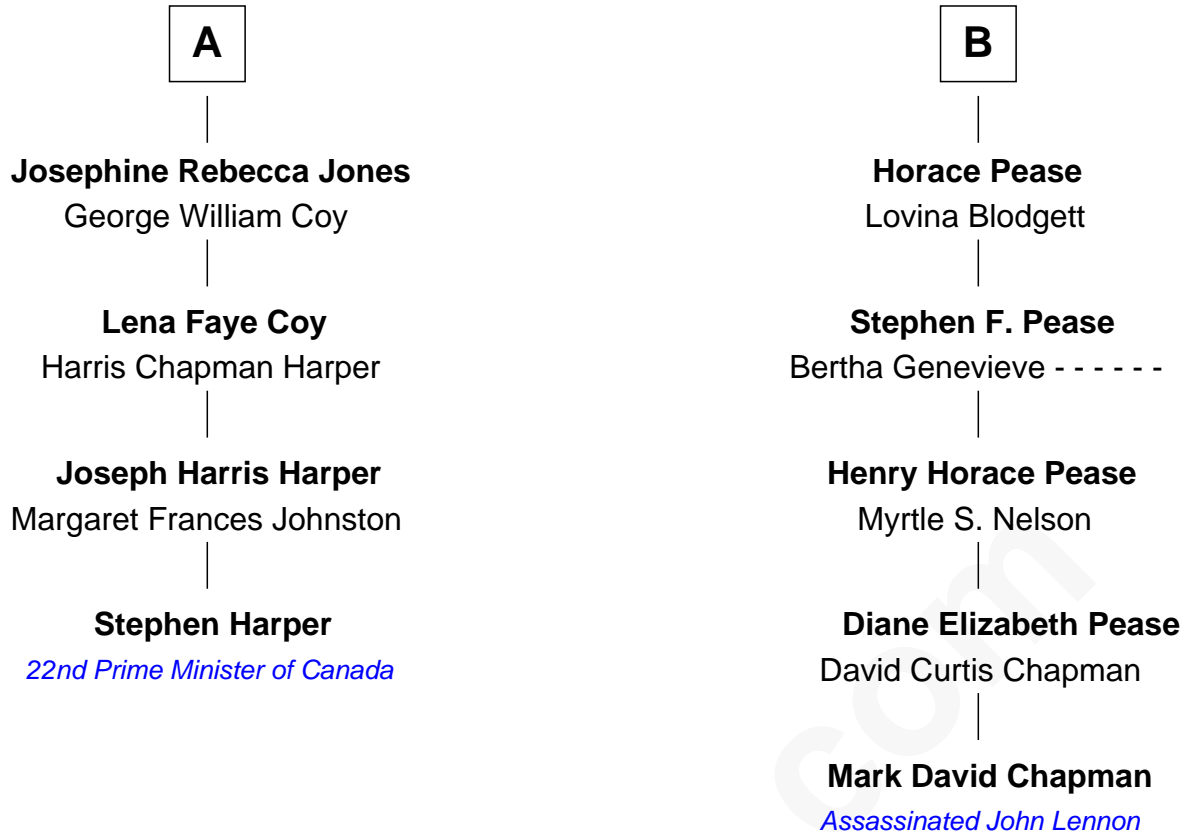 A
Josephine Rebecca Jones
George William Coy
Lena Faye Coy
Harris Chapman Harper
Joseph Harris Harper
Margaret Frances Johnston
Stephen Harper
22nd Prime Minister of Canada
B
Horace Pease
Lovina Blodgett
Stephen F. Pease
Bertha Genevieve - - - - - -
Henry Horace Pease
Myrtle S. Nelson
Diane Elizabeth Pease
David Curtis Chapman
Mark David Chapman
Assassinated John Lennon
com